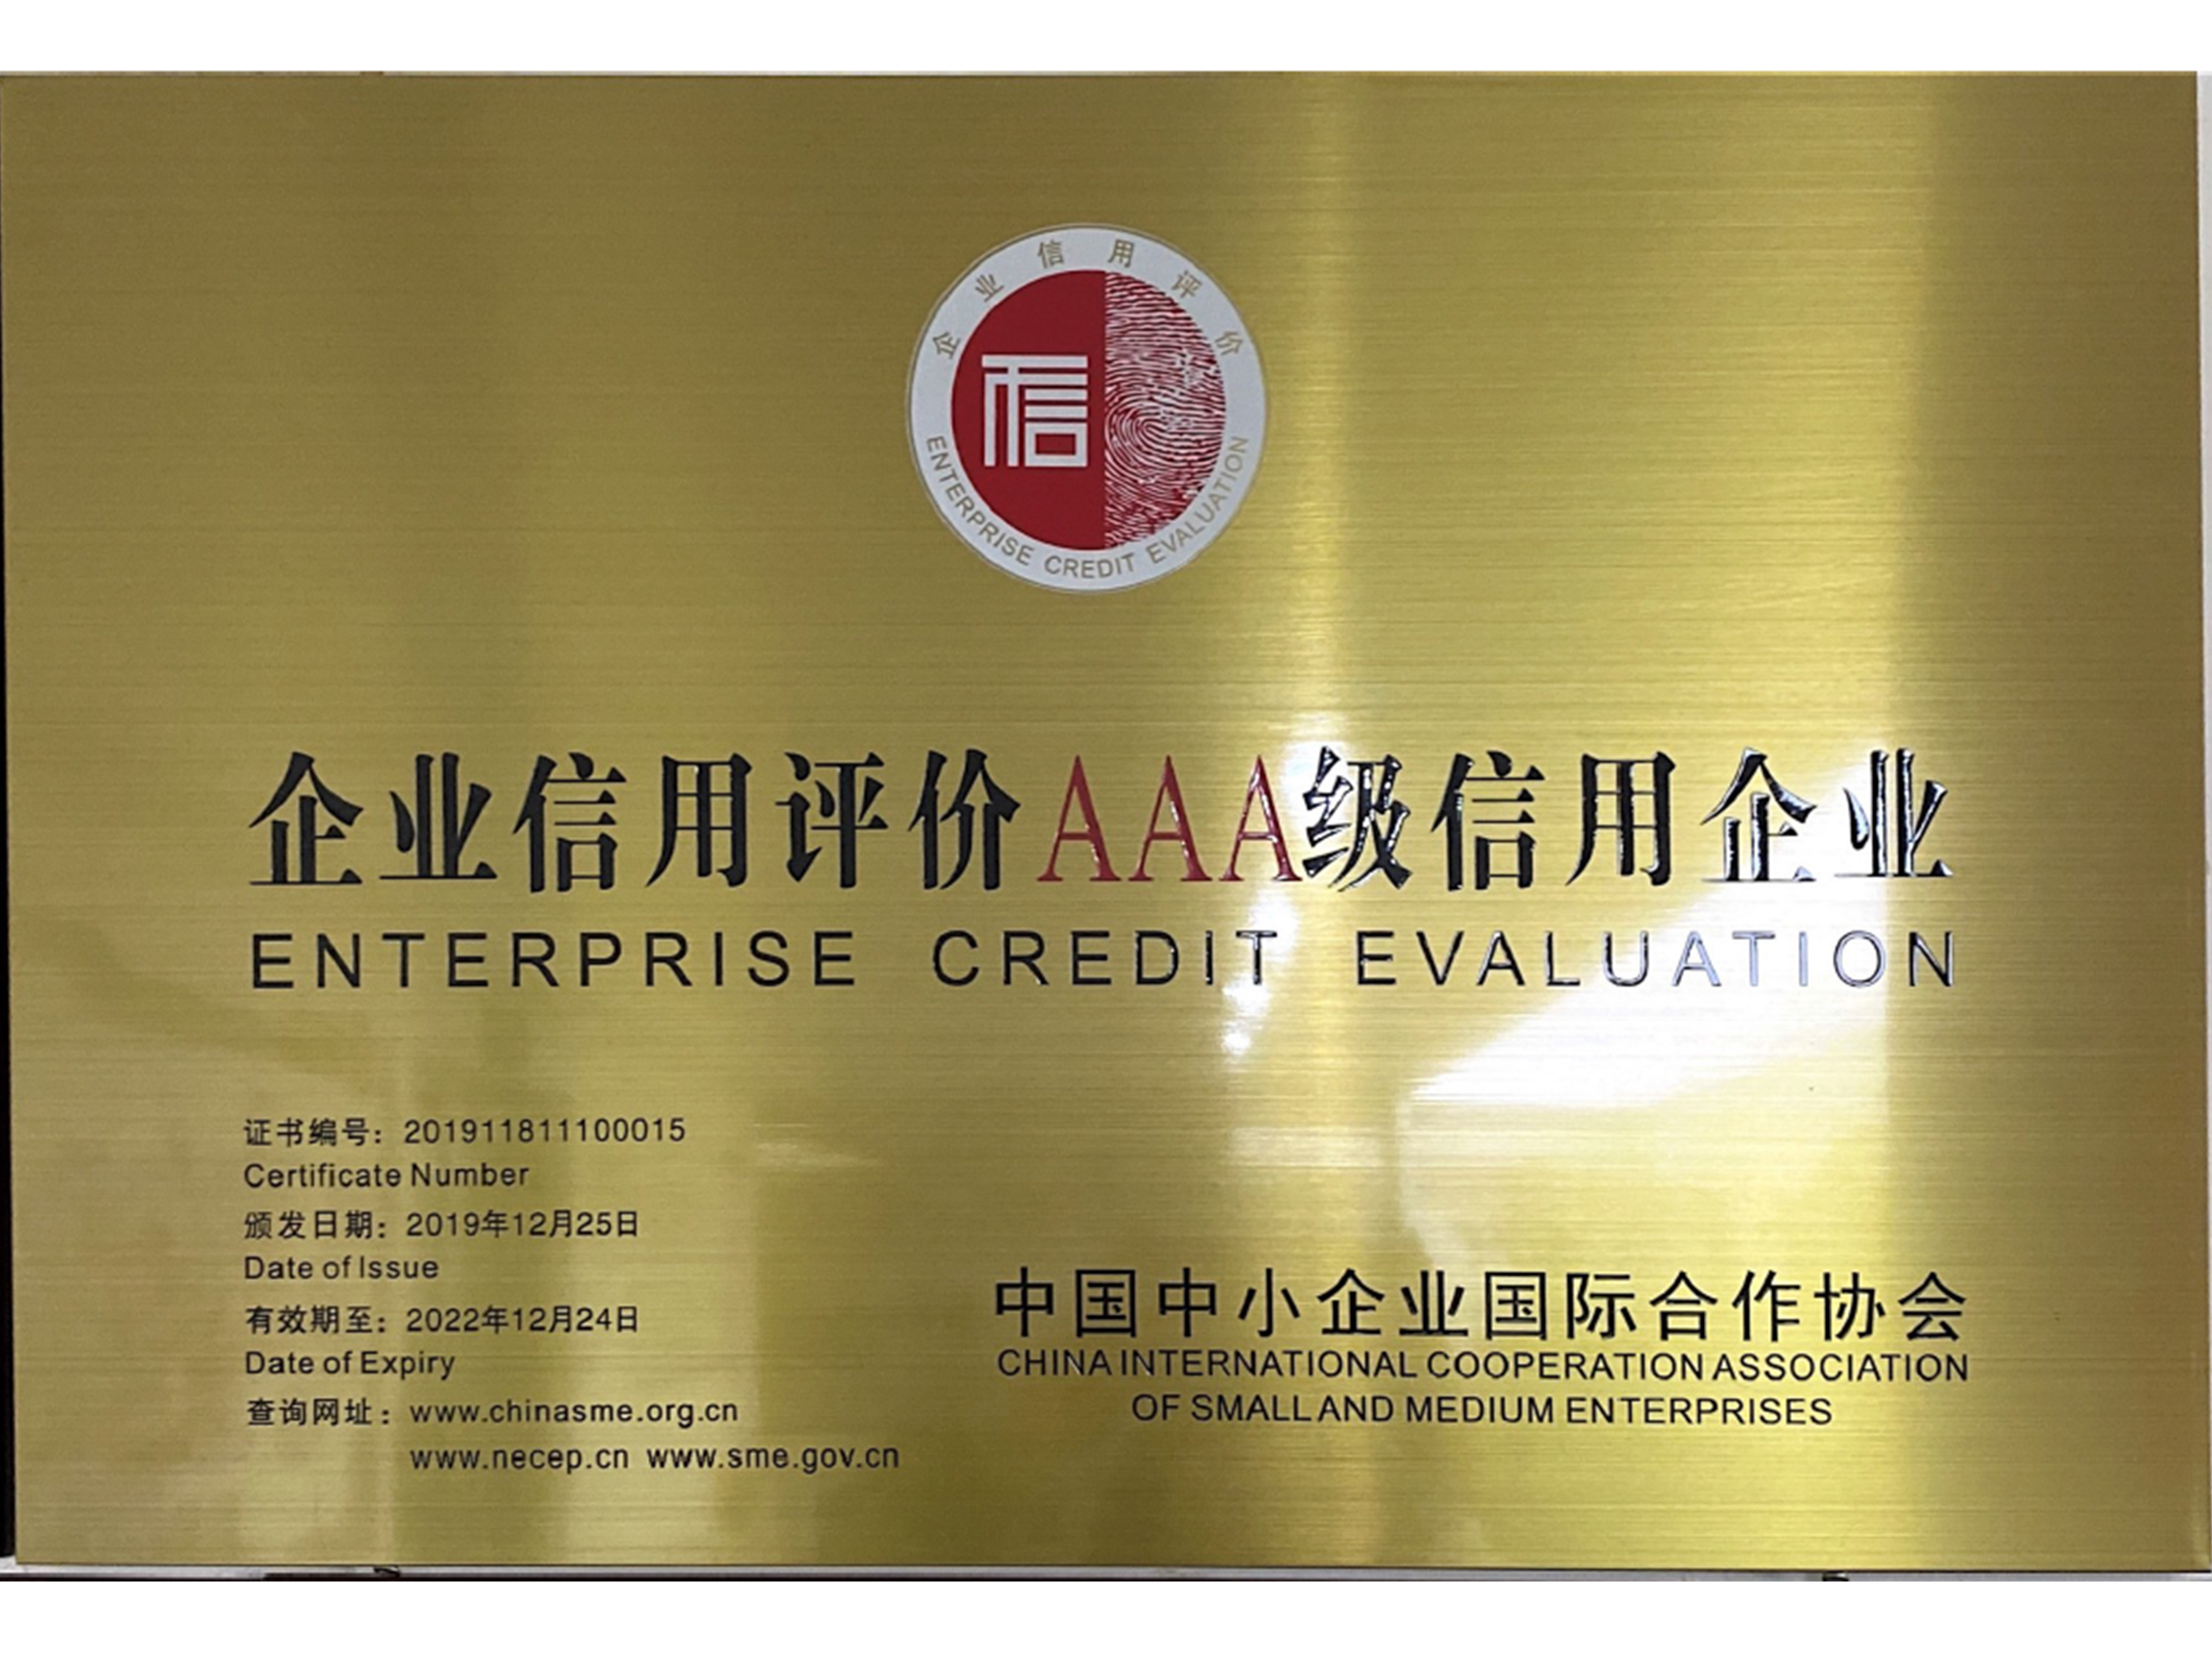 企业信用评价
信
ENTERPRISE CREDIT EVALUATION
企业信用评价AAA级信用企业
ENTERPRISE CREDIT EVALUATION
证书编号：201911811100015
Certificate Number
颁发日期：2019年12月25日
Date of Issue
有效期至：2022年12月24日
Date of Expiry
查询网址：www.chinasme.org.cn
www.necep.cn www.sme.gov.cn
中国中小企业国际合作协会
CHINA INTERNATIONAL COOPERATION ASSOCIATION
OF SMALL AND MEDIUM ENTERPRISES